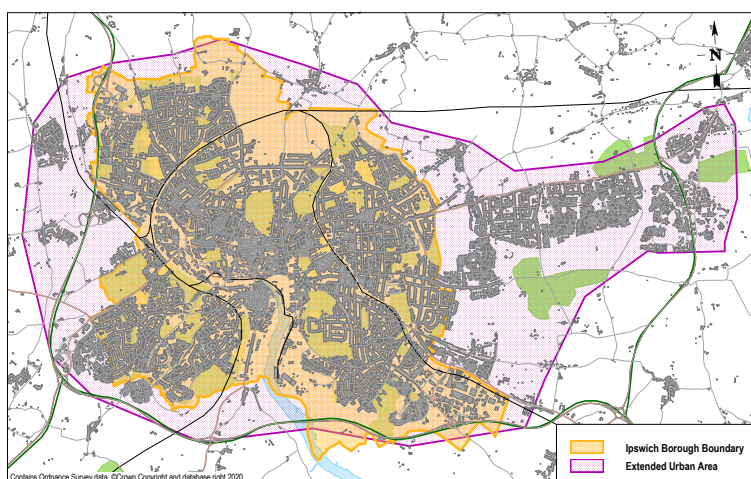 N
Ipswich Borough Boundary
Extended Urban Area
Contains Ordnance Survey data. ©Crown Copyright and database right 2020